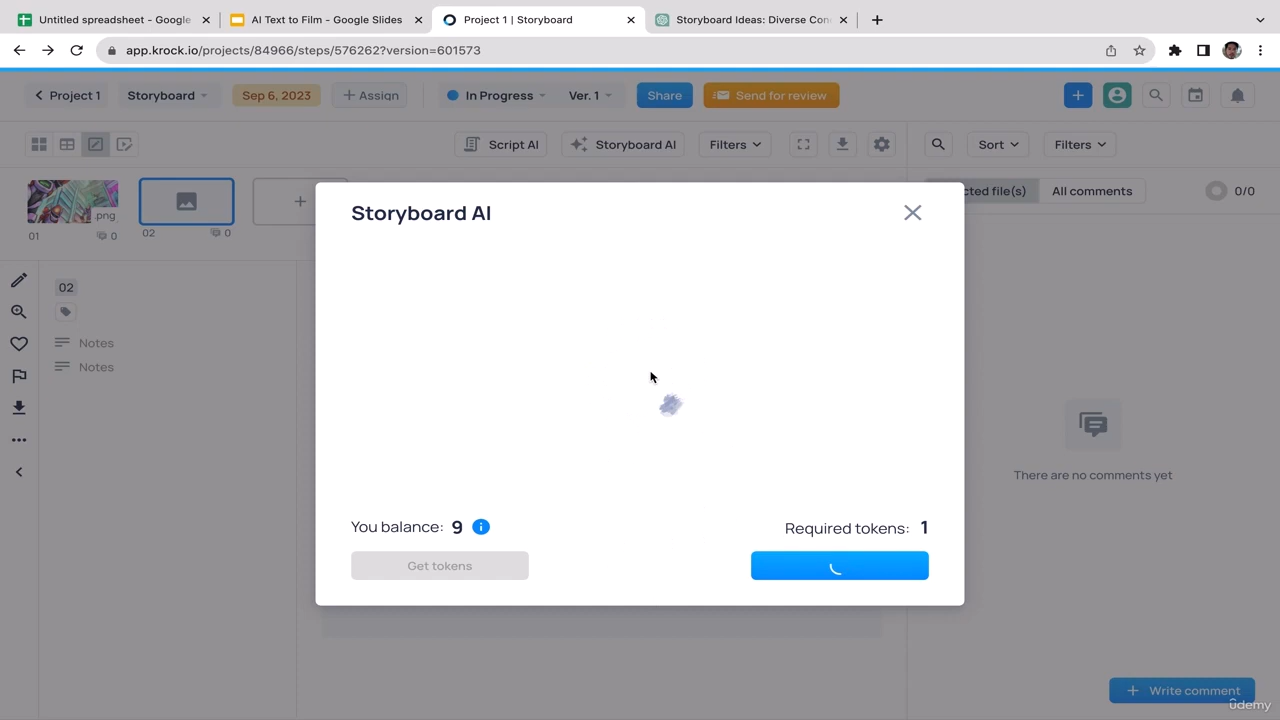 Untitled spreadsheet - Google
AI Text to Film - Google Slides
Project 1 | Storyboard
Storyboard Ideas: Diverse Con
app.krock.io/projects/84966/steps/576262?version=601573
Project 1
Storyboard
Sep 6, 2023
Assign
In Progress
Ver. 1
Share
Send for review
Script AI
Storyboard AI
Filters
Sort
Filters
.png
01
0
02
0
cted file(s)
All comments
0/0
02
Notes
Notes
Storyboard AI
You balance: 9
Required tokens: 1
Get tokens
There are no comments yet
Write comment
ûdemy